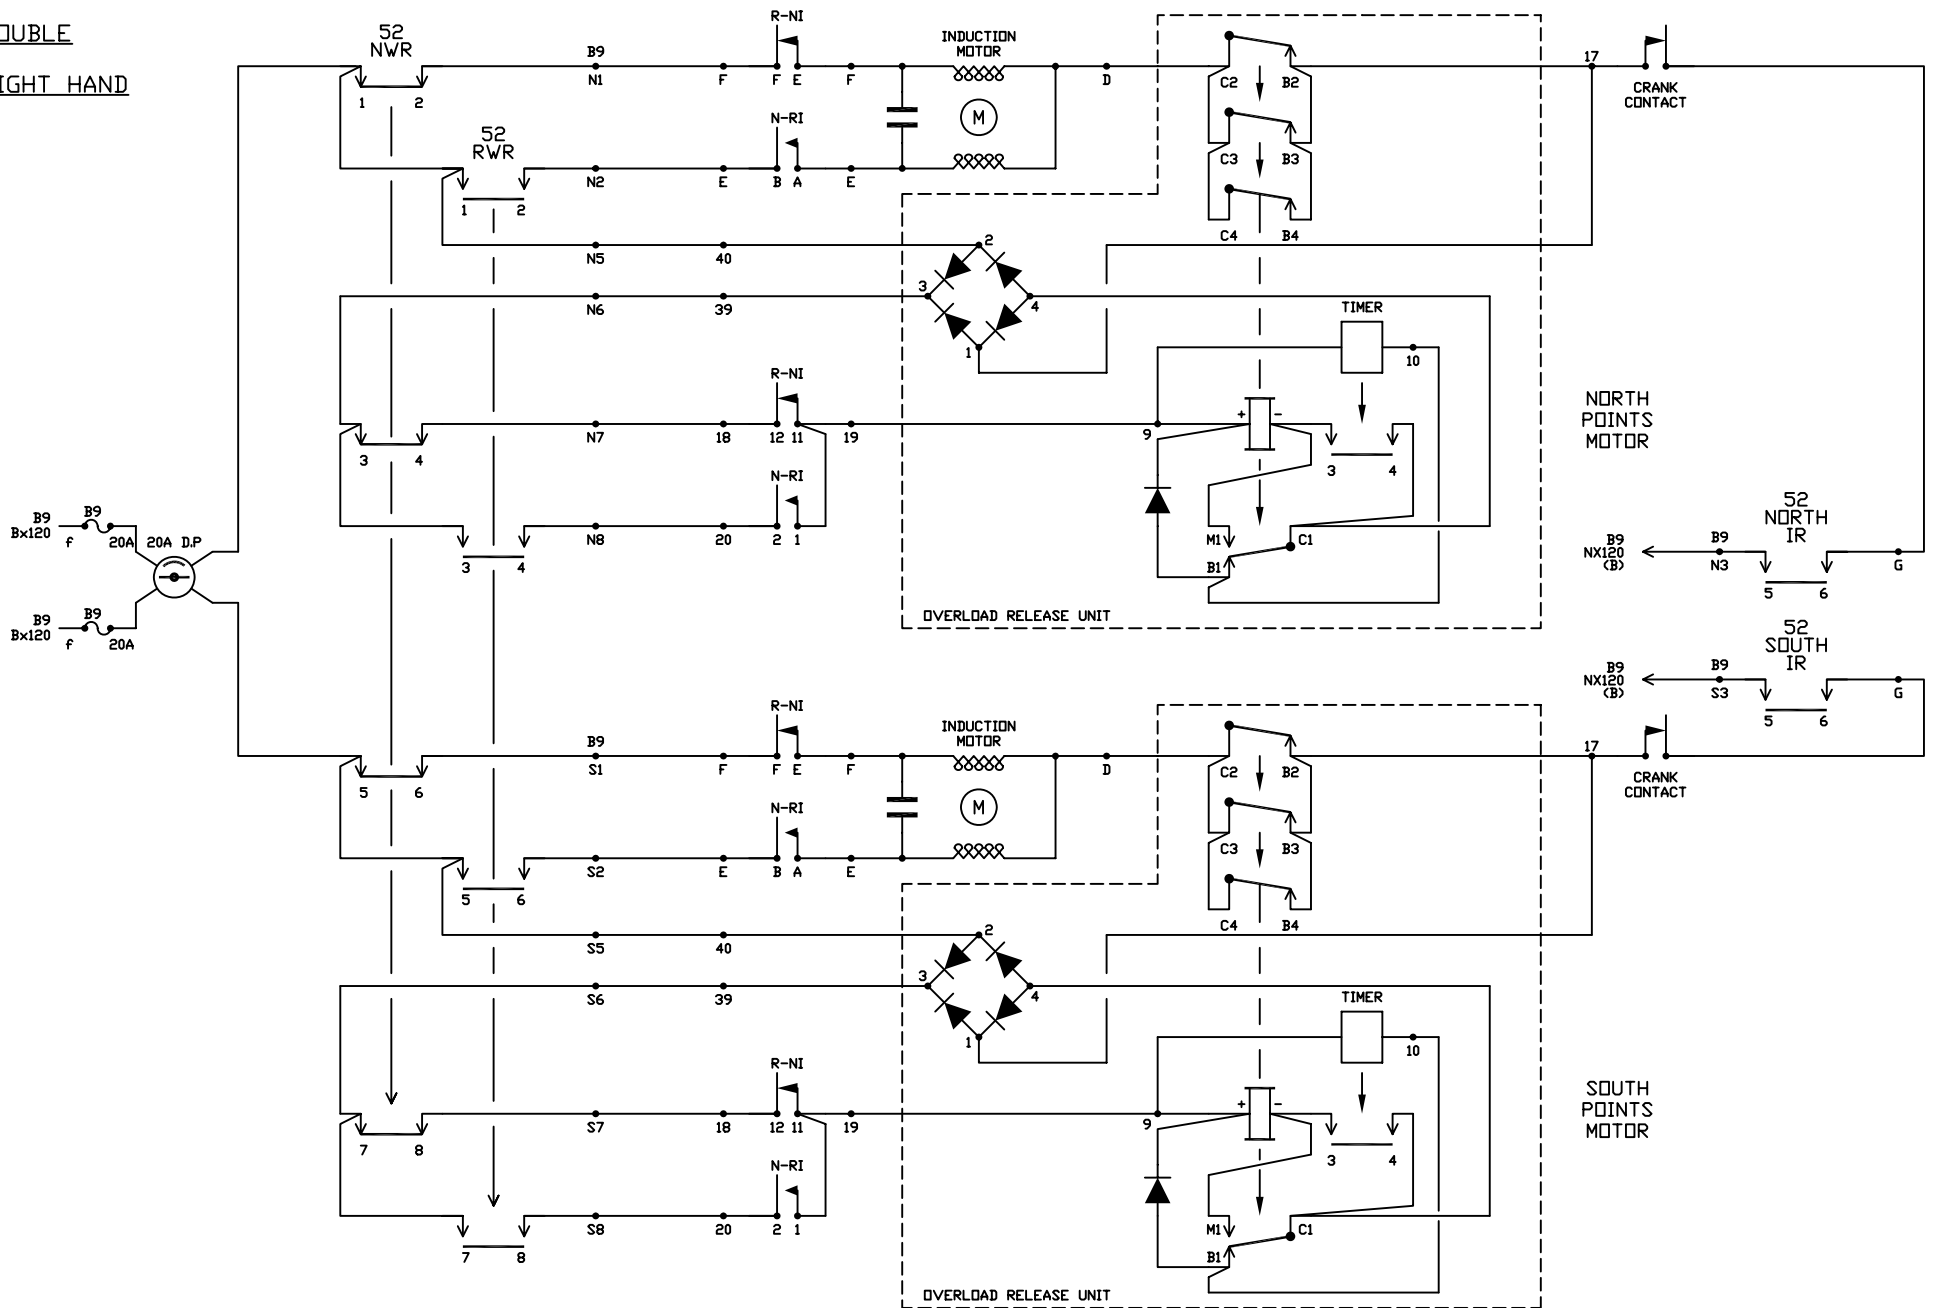 OUBLE
IGHT HAND
52
NWR
1 2
52
RWR
1 2
B9
N1
F
R-NI
F E
F
INDUCTION
MOTOR
M
D
N2
E
N-RI
B A
E
C2 B2
C3 B3
C4 B4
17
CRANK
CONTACT
N5
40
N6
39
2
3
4
1
TIMER
10
3 4
N7
18
R-NI
12 11
19
9
+ -
3 4
3 4
N8
20
N-RI
2 1
M1
C1
B1
OVERLOAD RELEASE UNIT
NORTH
POINTS
MOTOR
B9
Bx120
f
B9
20A
20A D.P
B9
Bx120
f
B9
20A
B9
NX120
(B)
B9
N3
52
NORTH
IR
5 6
G
B9
NX120
(B)
B9
S3
52
SOUTH
IR
5 6
G
5 6
B9
S1
F
R-NI
F E
F
INDUCTION
MOTOR
M
D
5 6
S2
E
N-RI
B A
E
C2 B2
C3 B3
C4 B4
17
CRANK
CONTACT
S5
40
S6
39
2
3
4
1
TIMER
10
7 8
S7
18
R-NI
12 11
19
9
+ -
3 4
7 8
S8
20
N-RI
2 1
M1
C1
B1
OVERLOAD RELEASE UNIT
SOUTH
POINTS
MOTOR